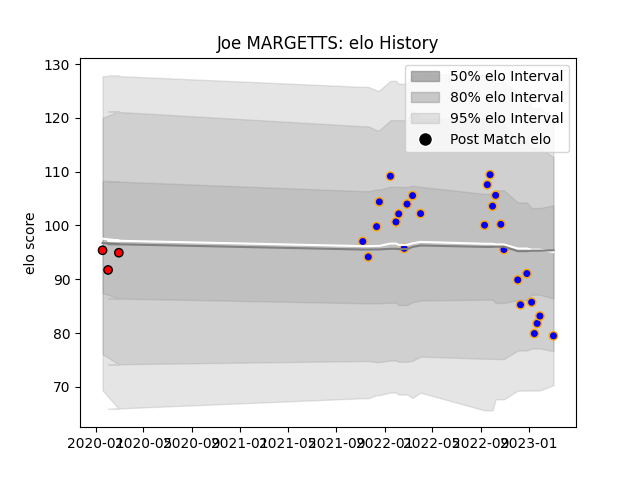 Joe MARGETTS: elo History
130
120
110
100
90
80
70
elo score
50% elo Interval
80% elo Interval
95% elo Interval
Post Match elo
2020-01 2020-05 2020-09 2021-01 2021-05 2021-09 2022-01 2022-05 2022-09 2023-01